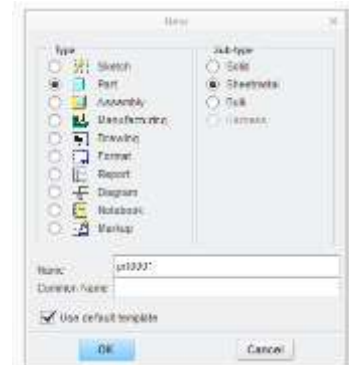 New
Type
Sketch
Part
Assembly
Manufacturing
Drawing
Format
Report
Diagram
Notebook
Markup
Sub-type
Solid
Sheetmetal
Bulk
Harness
Name
Common Name
Use default template
OK
Cancel